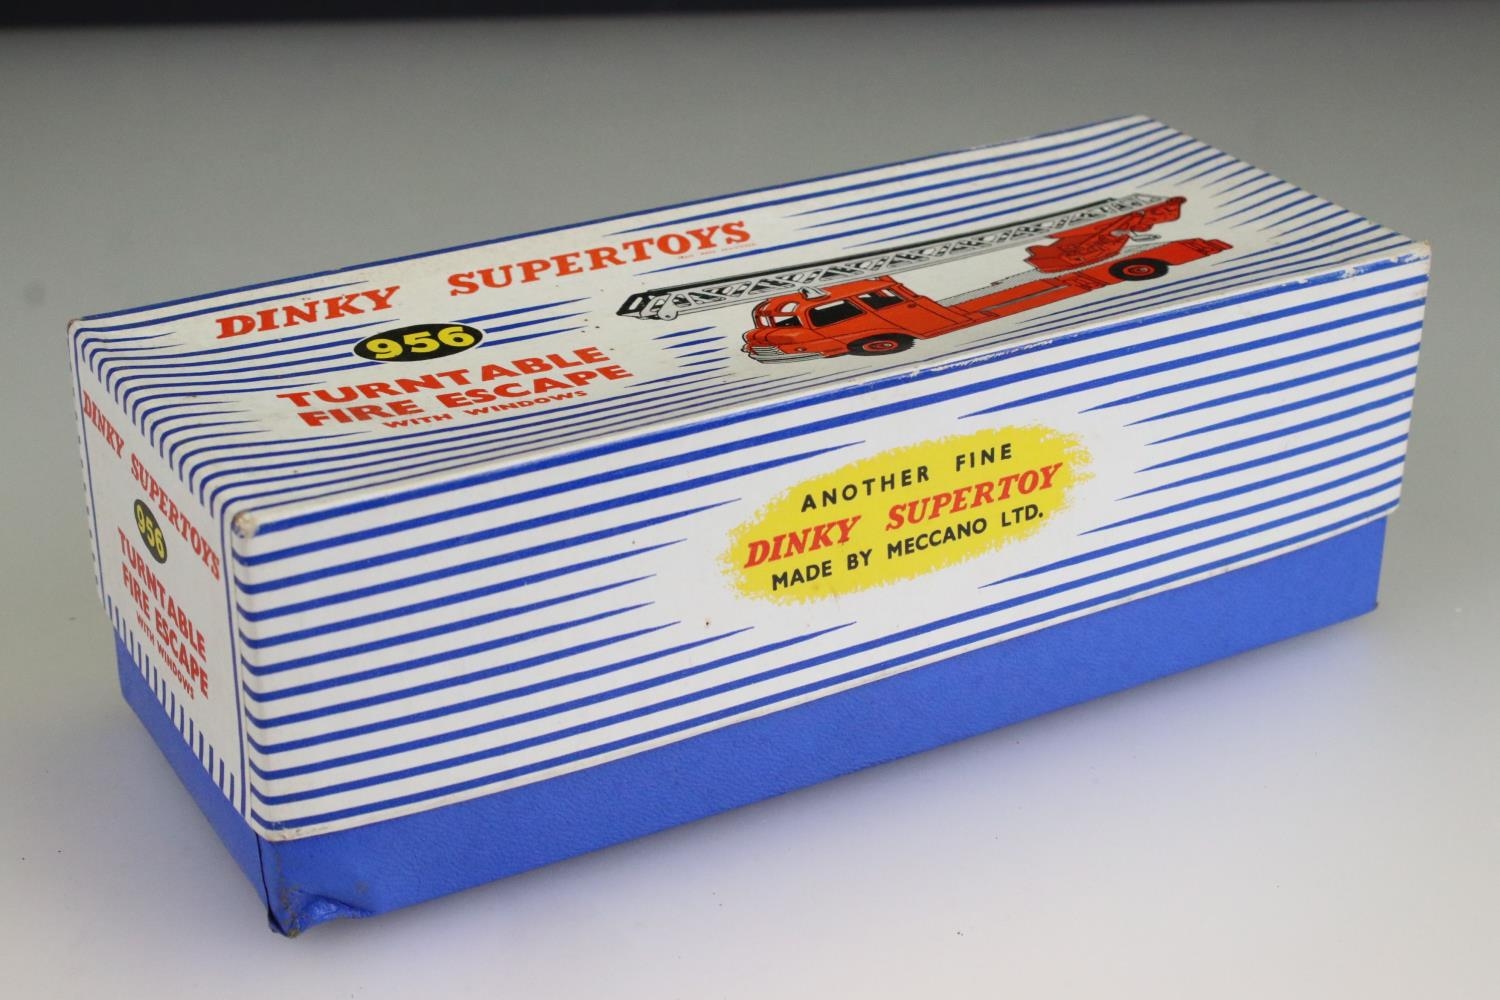 DINKY SUPERTOYS
956
TURNTABLE
FIRE ESCAPE
WITH WINDOWS
DINKY SUPERTOYS
956
TURNTABLE
FIRE ESCAPE
WITH WINDOWS
ANOTHER FINE
DINKY SUPERTOY
MADE BY MECCANO LTD.